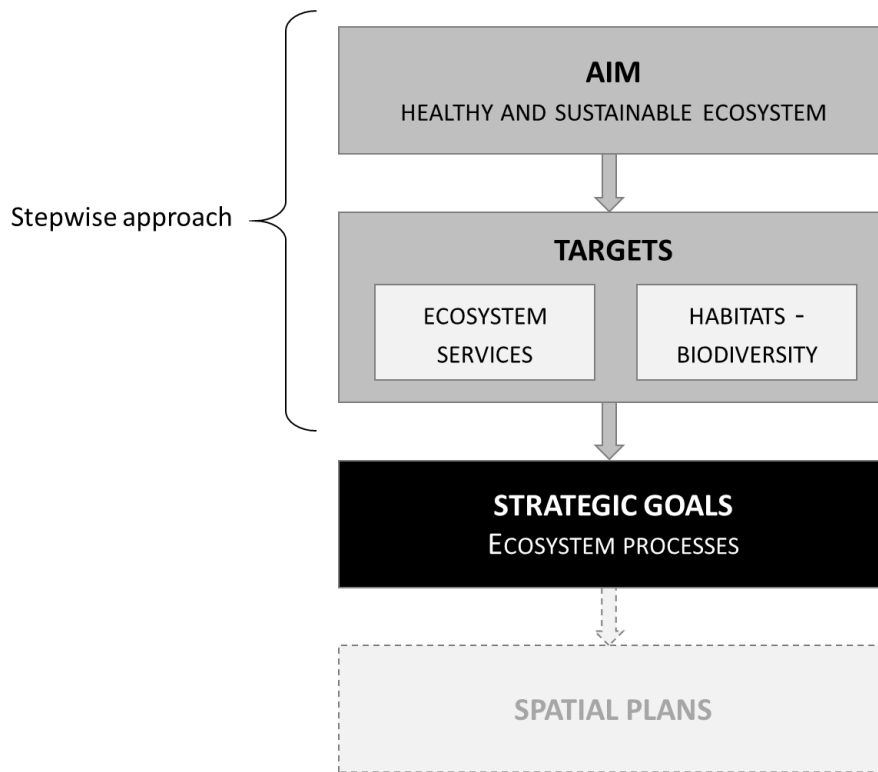 AIM
HEALTHY AND SUSTAINABLE ECOSYSTEM
Stepwise approach
TARGETS
ECOSYSTEM
SERVICES
HABITATS -
BIODIVERSITY
STRATEGIC GOALS
ECOSYSTEM PROCESSES
SPATIAL PLANS